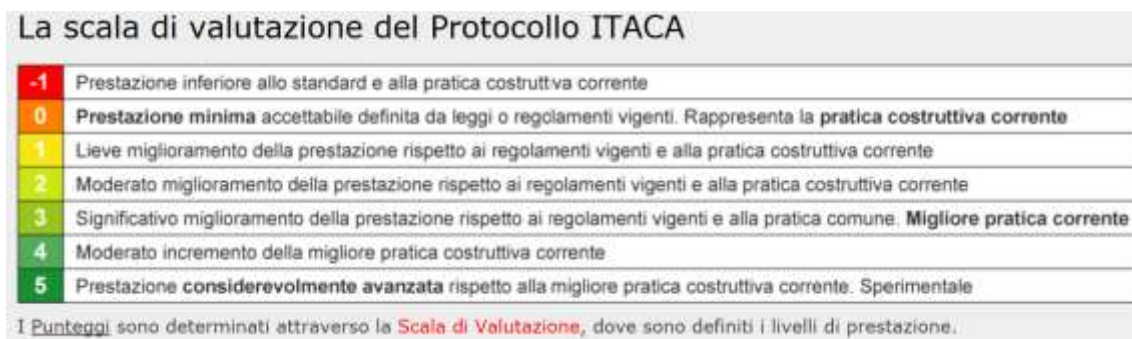 La scala di valutazione del Protocollo ITACA
-1 Prestazione inferiore allo standard e alla pratica costruttiva corrente
0 Prestazione minima accettabile definita da leggi o regolamenti vigenti. Rappresenta la pratica costruttiva corrente
1 Lieve miglioramento della prestazione rispetto ai regolamenti vigenti e alla pratica costruttiva corrente
2 Moderato miglioramento della prestazione rispetto ai regolamenti vigenti e alla pratica costruttiva corrente
3 Significativo miglioramento della prestazione rispetto ai regolamenti vigenti e alla pratica comune. Migliore pratica corrente
4 Moderato incremento della migliore pratica costruttiva corrente
5 Prestazione considerevolmente avanzata rispetto alla migliore pratica costruttiva corrente. Sperimentale
I Punteggi sono determinati attraverso la Scala di Valutazione, dove sono definiti i livelli di prestazione.